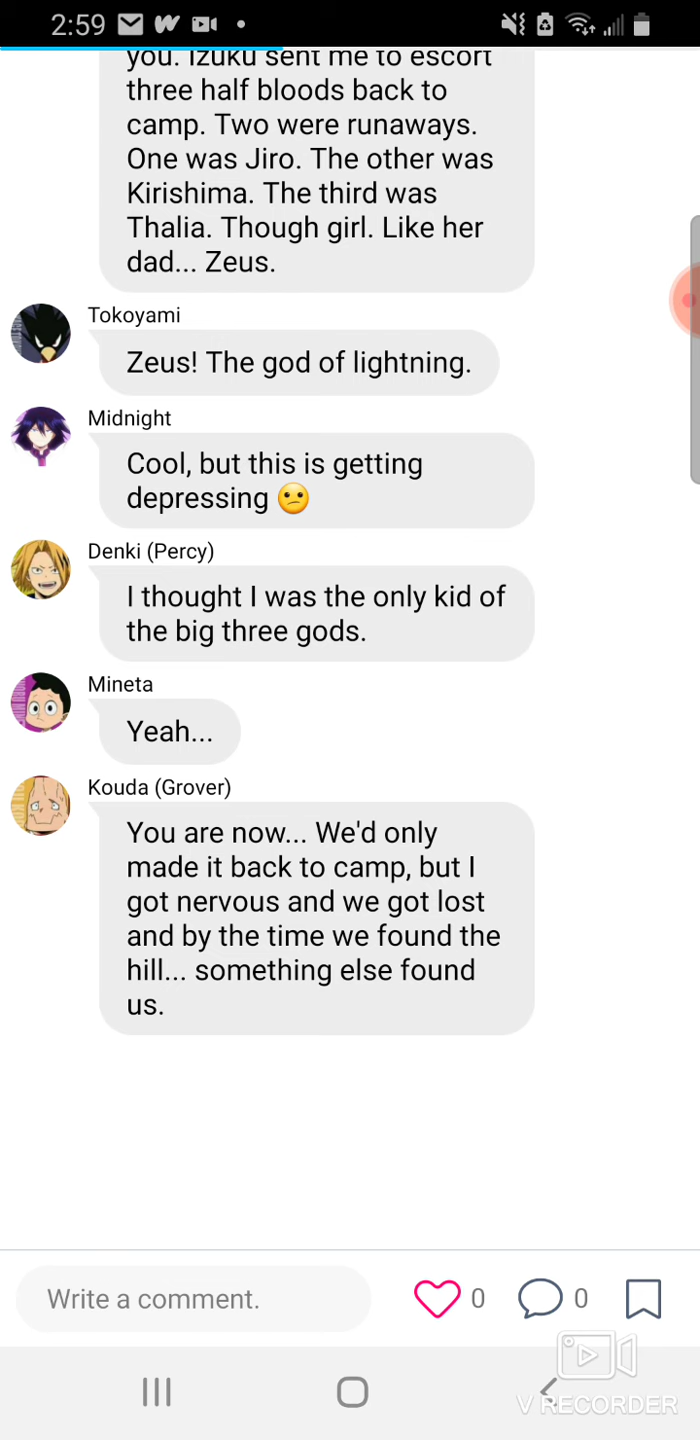 2:59
you. Izuku sent me to escort
three half bloods back to
camp. Two were runaways.
One was Jiro. The other was
Kirishima. The third was
Thalia. Though girl. Like her
dad... Zeus.
Tokoyami
Zeus! The god of lightning.
Midnight
Cool, but this is getting
depressing 😕
Denki (Percy)
I thought I was the only kid of
the big three gods.
Mineta
Yeah...
Kouda (Grover)
You are now... We'd only
made it back to camp, but I
got nervous and we got lost
and by the time we found the
hill... something else found
us.
Write a comment.
0
0
V RECORDER